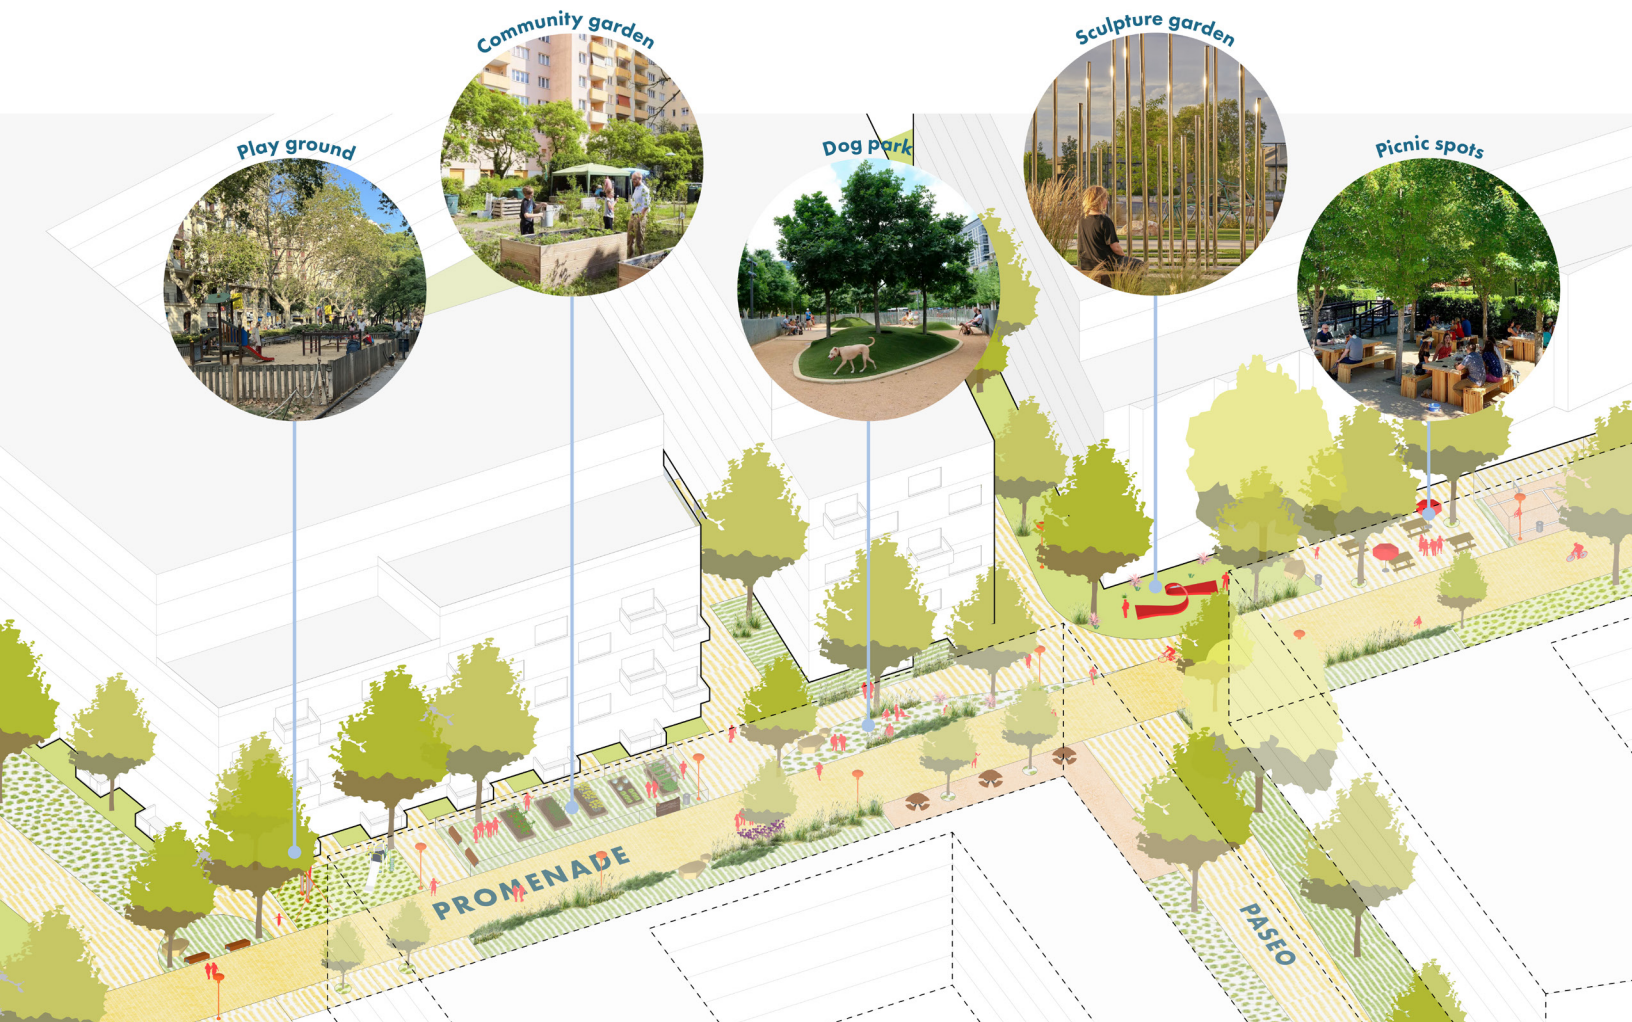 Community garden
Sculpture garden
Play ground
Dog park
Picnic spots
PROMENADE
PASEO